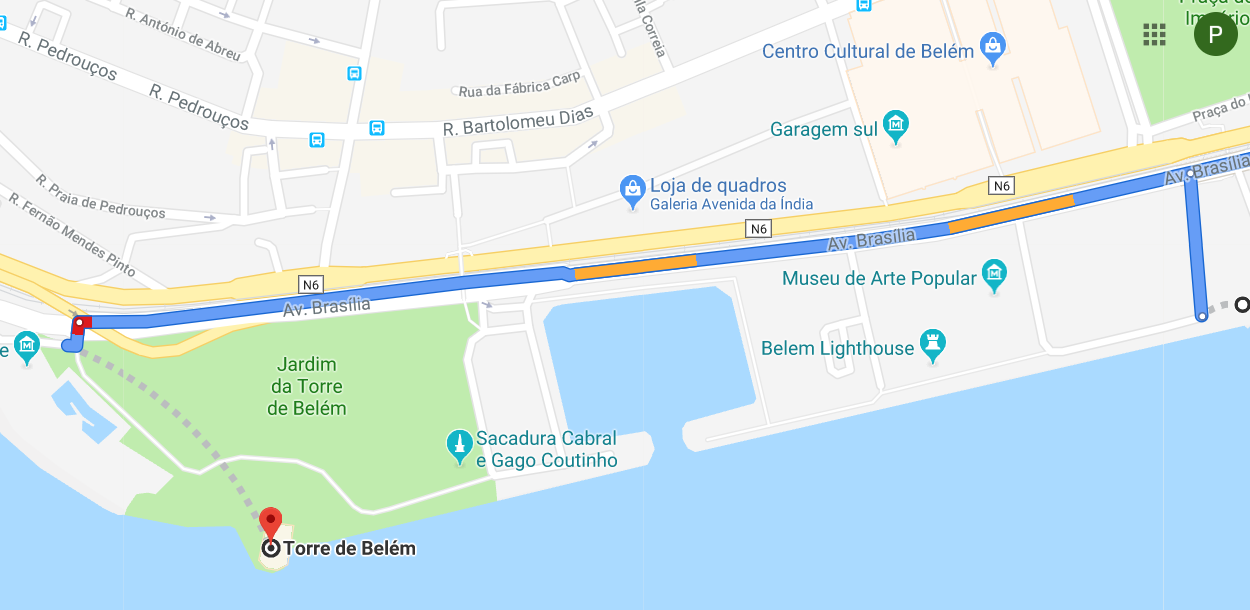 R. António de Abreu
R. Pedrouços
R. Pedrouços
Rua da Fábrica Carp
R. Bartolomeu Dias
Correia
Centro Cultural de Belém
P
Praça do
Garagem sul
R. Praia de Pedrouços
R. Fernão Mendes Pinto
Loja de quadros
Galeria Avenida da Índia
N6
Av. Brasília
N6
Av. Brasília
N6
Av. Brasília
Museu de Arte Popular
Belem Lighthouse
e
Jardim
da Torre
de Belém
Sacadura Cabral
e Gago Coutinho
Torre de Belém